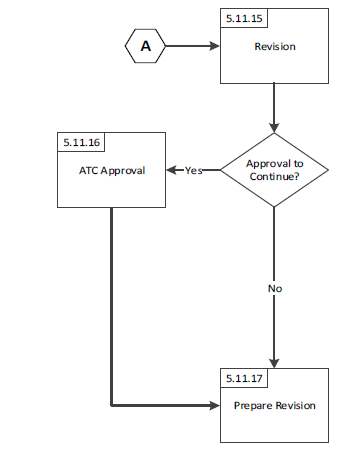 5.11.15
A
Revision
5.11.16
ATC Approval
Yes
Approval to
Continue?
No
5.11.17
Prepare Revision